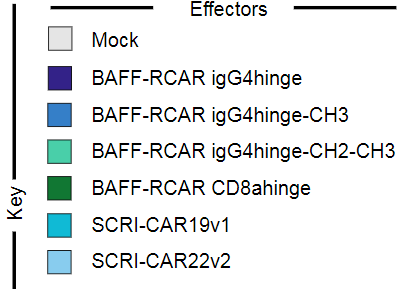 Effectors
Key
Mock
BAFF-RCAR igG4hinge
BAFF-RCAR igG4hinge-CH3
BAFF-RCAR igG4hinge-CH2-CH3
BAFF-RCAR CD8ahinge
SCRI-CAR19v1
SCRI-CAR22v2